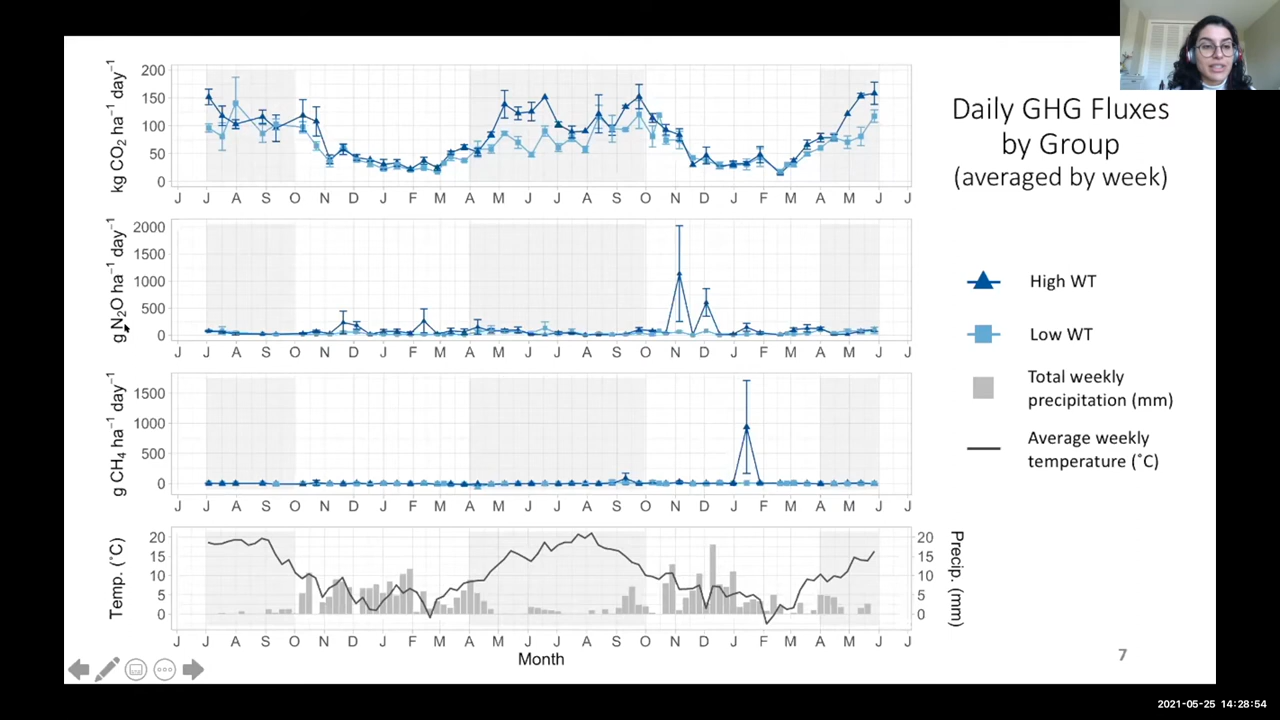 Daily GHG Fluxes
by Group
(averaged by week)
kg CO₂ ha⁻¹ day⁻¹
200
150
100
50
0
J J A S O N D J F M A M J J A S O N D J F M A M J J
g N₂O ha⁻¹ day⁻¹
2000
1500
1000
500
0
J J A S O N D J F M A M J J A S O N D J F M A M J J
g CH₄ ha⁻¹ day⁻¹
1500
1000
500
0
J J A S O N D J F M A M J J A S O N D J F M A M J J
Temp. (˚C)
20
15
10
5
0
20
15
10
5
0
Precip. (mm)
J J A S O N D J F M A M J J A S O N D J F M A M J J
Month
High WT
Low WT
Total weekly
precipitation (mm)
Average weekly
temperature (˚C)
7
2021-05-25 14:28:54